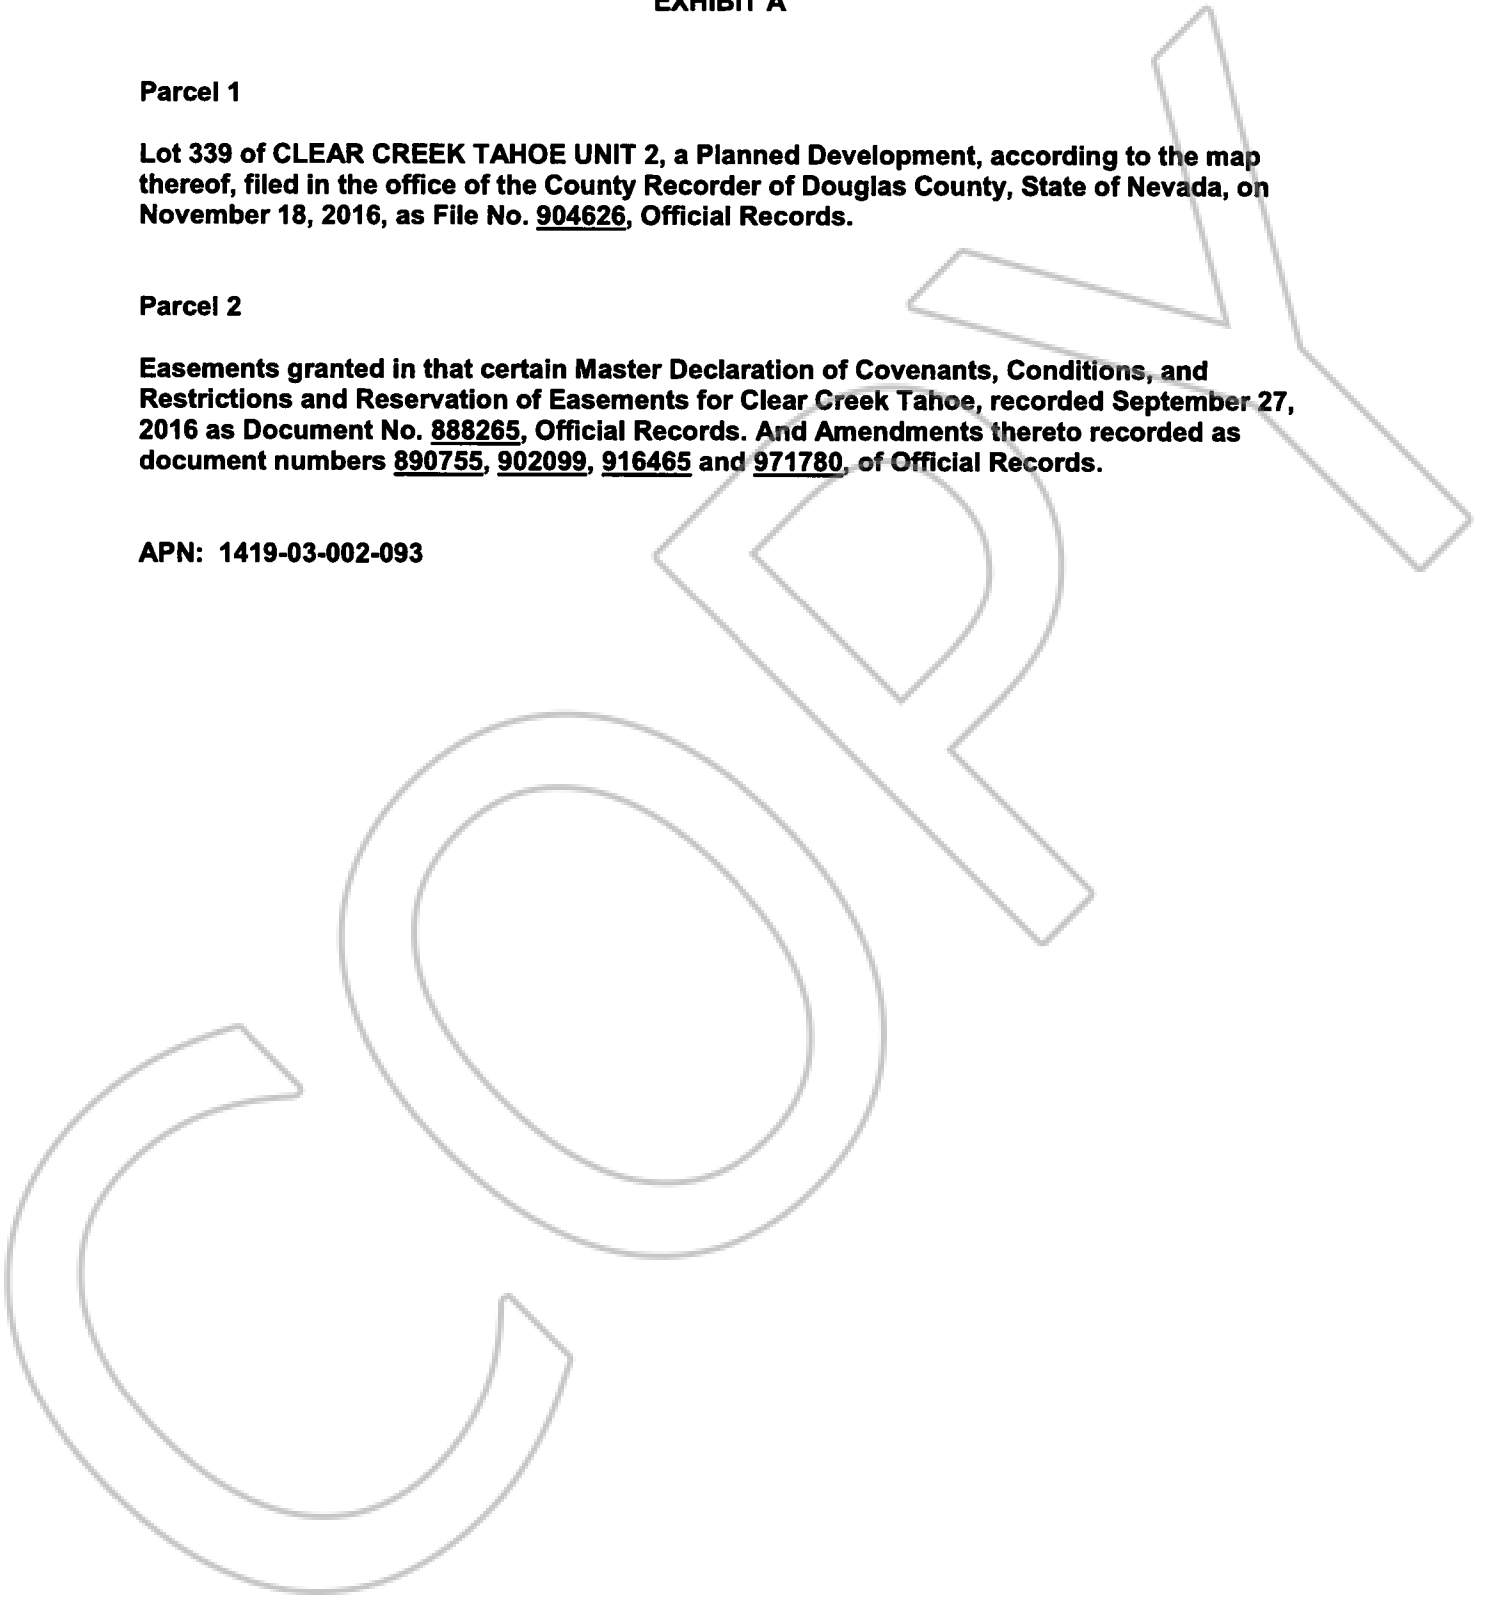 EXHIBIT A
Parcel 1
Lot 339 of CLEAR CREEK TAHOE UNIT 2, a Planned Development, according to the map
thereof, filed in the office of the County Recorder of Douglas County, State of Nevada, on
November 18, 2016, as File No. 904626, Official Records.
Parcel 2
Easements granted in that certain Master Declaration of Covenants, Conditions, and
Restrictions and Reservation of Easements for Clear Creek Tahoe, recorded September 27,
2016 as Document No. 888265, Official Records. And Amendments thereto recorded as
document numbers 890755, 902099, 916465 and 971780, of Official Records.
APN: 1419-03-002-093
COPY